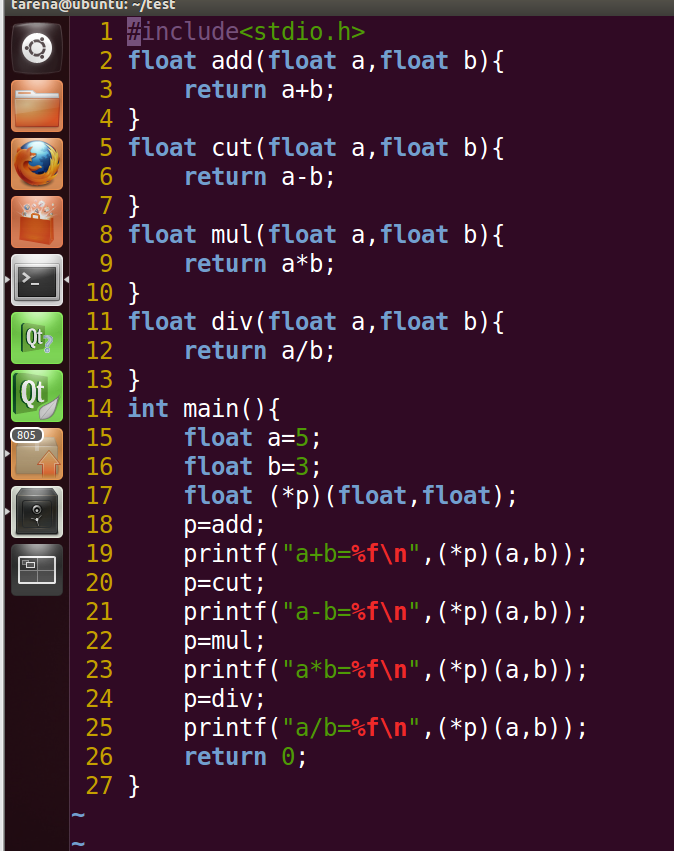 tarena@ubuntu: ~/test
1 #include<stdio.h>
2 float add(float a,float b){
3     return a+b;
4 }
5 float cut(float a,float b){
6     return a-b;
7 }
8 float mul(float a,float b){
9     return a*b;
10 }
11 float div(float a,float b){
12     return a/b;
13 }
14 int main(){
15     float a=5;
16     float b=3;
17     float (*p)(float,float);
18     p=add;
19     printf("a+b=%f\n",(*p)(a,b));
20     p=cut;
21     printf("a-b=%f\n",(*p)(a,b));
22     p=mul;
23     printf("a*b=%f\n",(*p)(a,b));
24     p=div;
25     printf("a/b=%f\n",(*p)(a,b));
26     return 0;
27 }
~
~
>_
Qt?
Qt
805